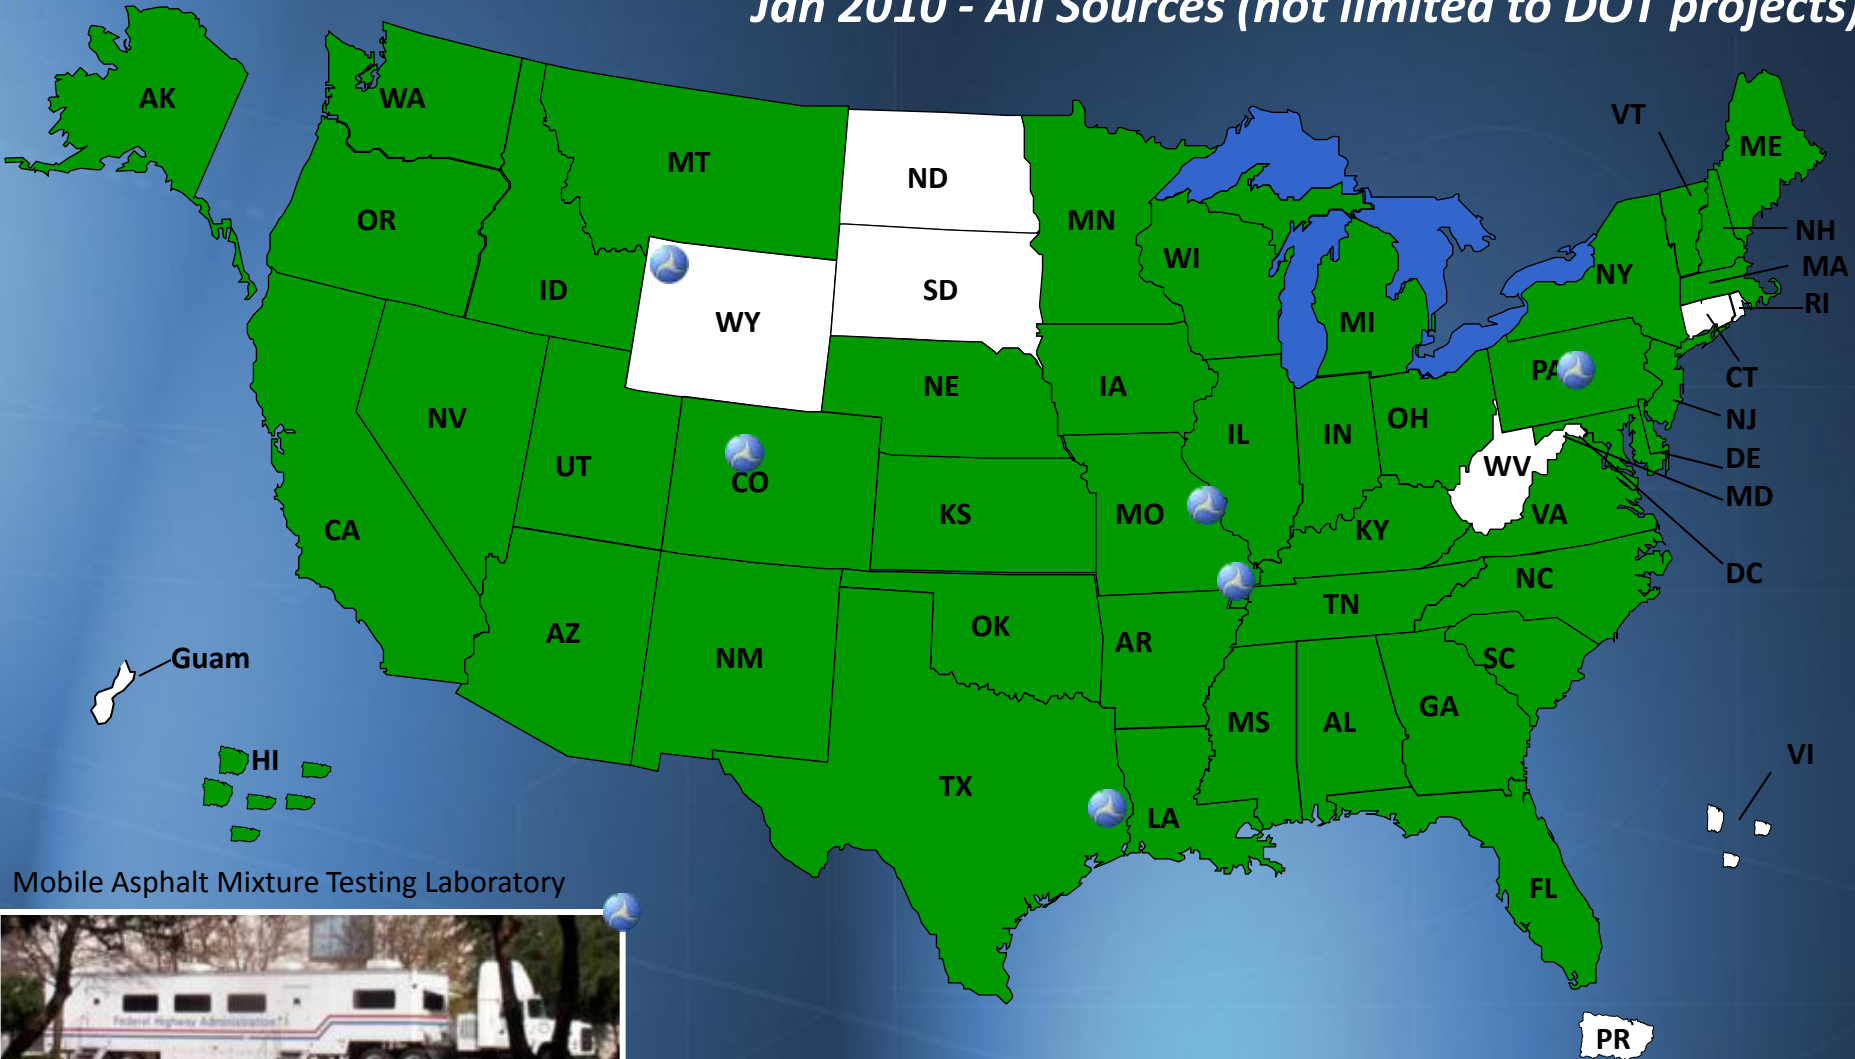 Jan 2010 - All Sources (not limited to DOT projects)
AK
WA
MT
ND
MN
VT
ME
OR
ID
WY
SD
WI
MI
NY
NH
MA
RI
NV
UT
CO
NE
IA
IL
IN
OH
PA
CT
NJ
DE
MD
WV
VA
DC
CA
KS
MO
KY
AZ
NM
OK
AR
TN
NC
SC
Guam
HI
TX
LA
MS
AL
GA
FL
VI
PR
Mobile Asphalt Mixture Testing Laboratory
Federal Highway Administration